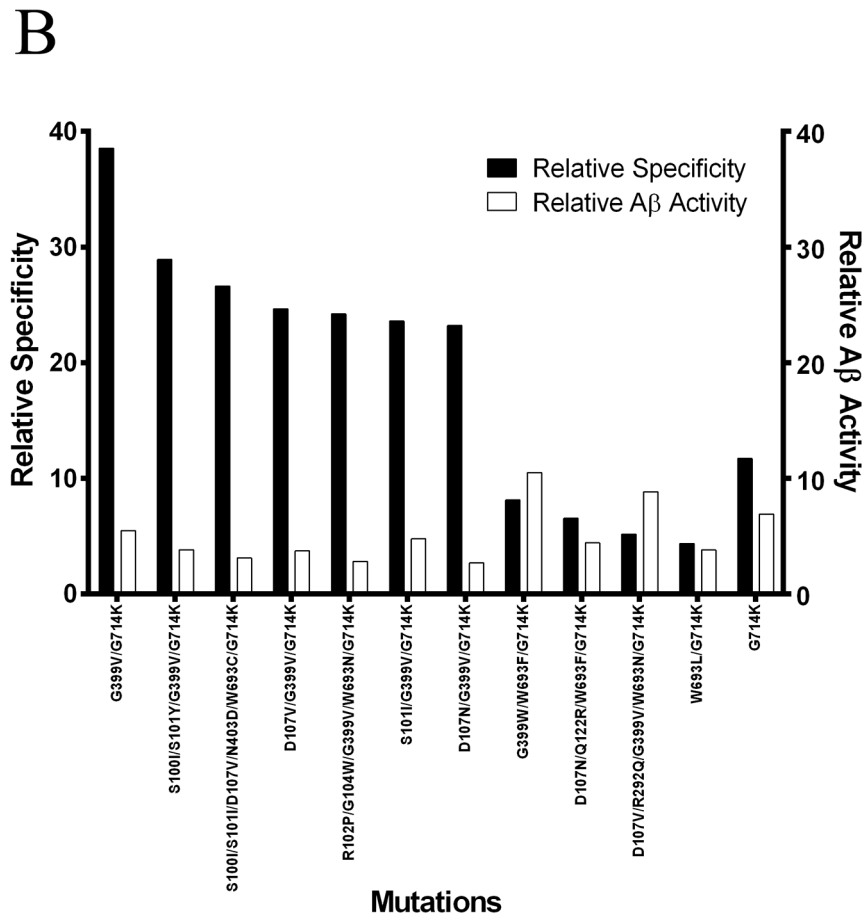 B
40
30
20
10
0
Relative Specificity
Relative Specificity
Relative Aβ Activity
40
30
20
10
0
Relative Aβ Activity
G399V/G714K
S100I/S101Y/G399V/G714K
S100I/S101I/D107V/N403D/W693C/G714K
D107V/G399V/G714K
R102P/G104W/G399V/W693N/G714K
S101I/G399V/G714K
D107N/G399V/G714K
G399W/W693F/G714K
D107N/Q122R/W693F/G714K
D107V/R292Q/G399V/W693N/G714K
W693L/G714K
G714K
Mutations